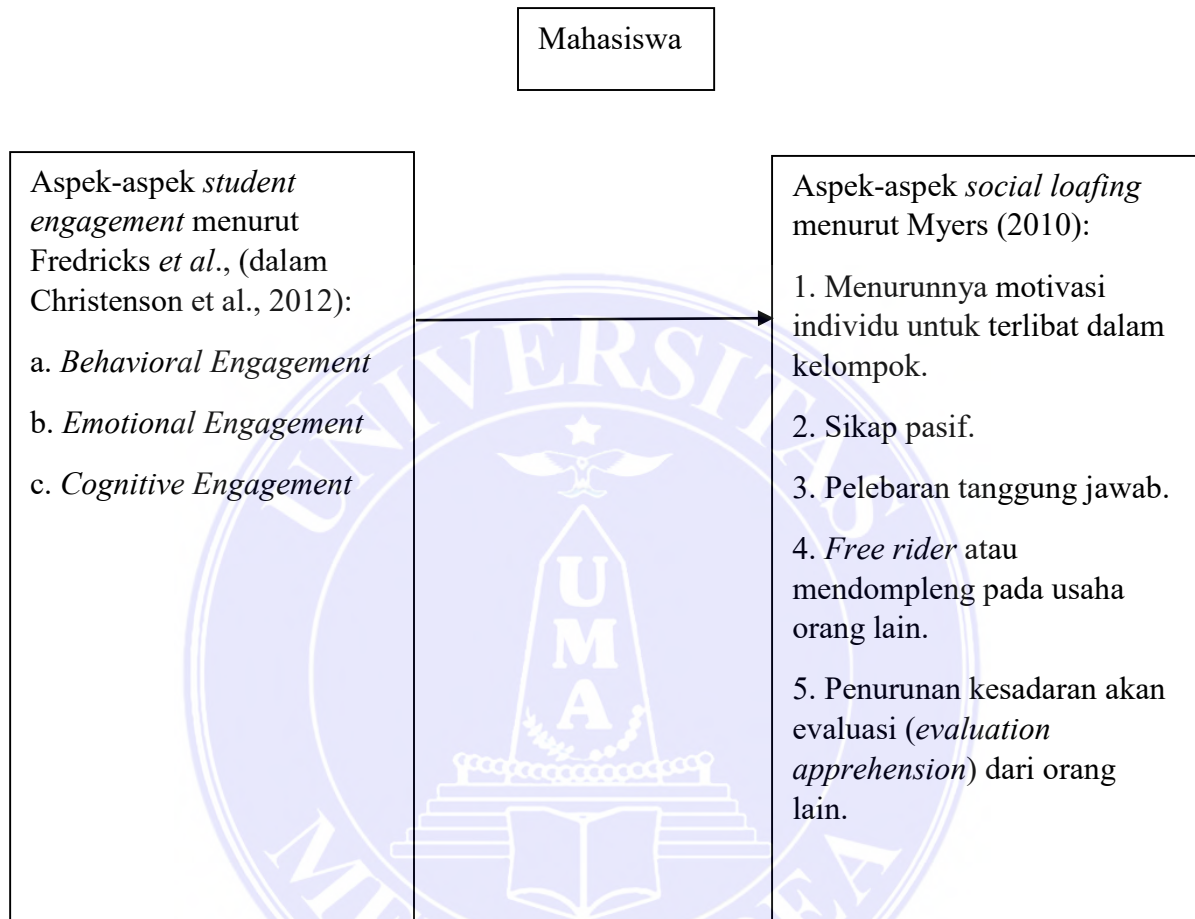 Mahasiswa
Aspek-aspek student
engagement menurut
Fredricks et al., (dalam
Christenson et al., 2012):
a. Behavioral Engagement
b. Emotional Engagement
c. Cognitive Engagement
Aspek-aspek social loafing
menurut Myers (2010):
1. Menurunnya motivasi
individu untuk terlibat dalam
kelompok.
2. Sikap pasif.
3. Pelebaran tanggung jawab.
4. Free rider atau
mendompleng pada usaha
orang lain.
5. Penurunan kesadaran akan
evaluasi (evaluation
apprehension) dari orang
lain.
UNIVERSITAS
UMA